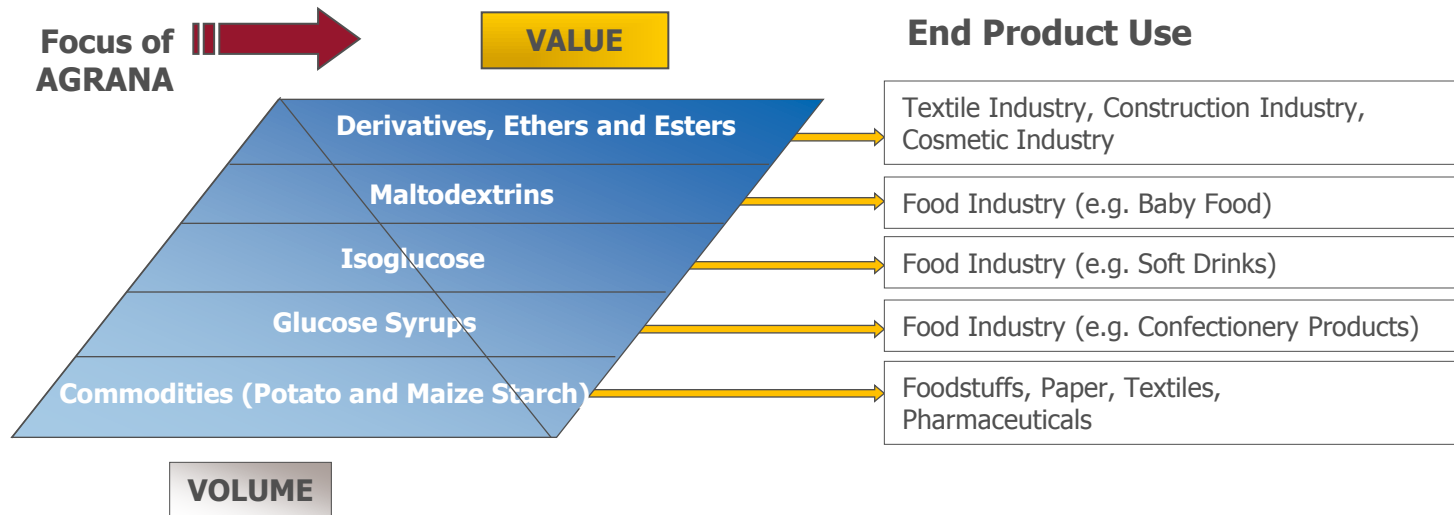 Focus of
AGRANA
VALUE
End Product Use
Derivatives, Ethers and Esters
Textile Industry, Construction Industry,
Cosmetic Industry
Maltodextrins
Food Industry (e.g. Baby Food)
Isoglucose
Food Industry (e.g. Soft Drinks)
Glucose Syrups
Food Industry (e.g. Confectionery Products)
Commodities (Potato and Maize Starch)
Foodstuffs, Paper, Textiles,
Pharmaceuticals
VOLUME